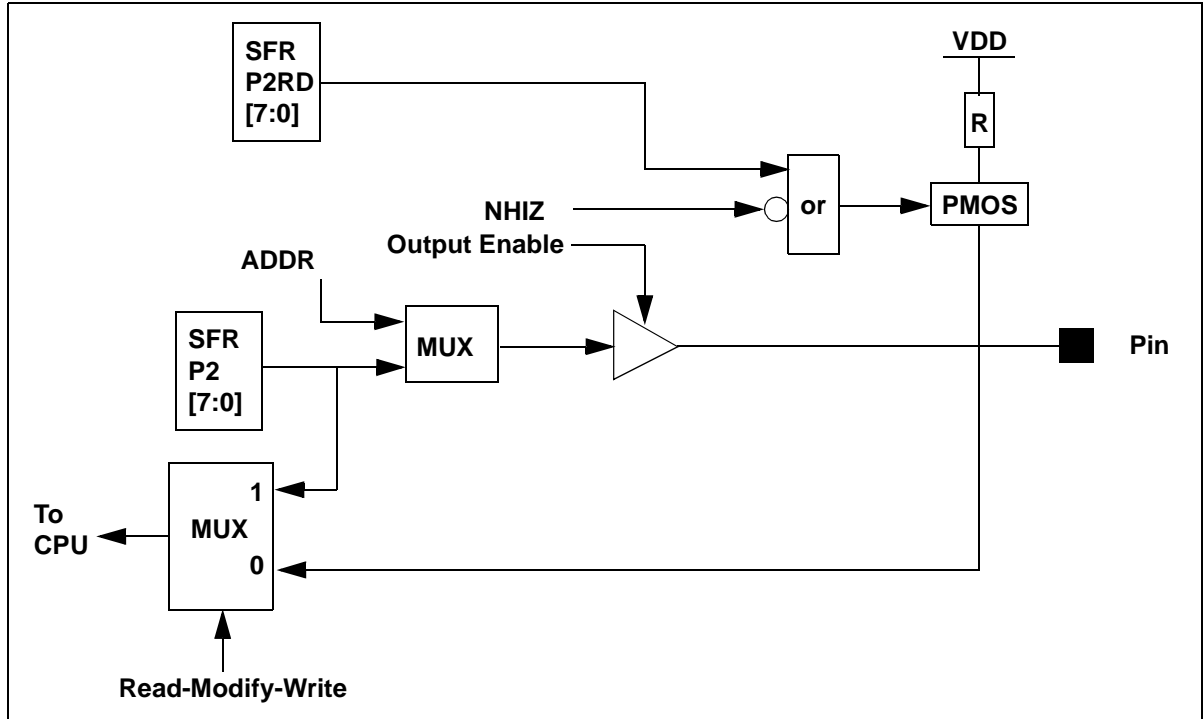 SFR
P2RD
[7:0]
VDD
R
NHIZ
or
PMOS
Output Enable
ADDR
SFR
P2
[7:0]
MUX
Pin
1
To
CPU
MUX
0
Read-Modify-Write